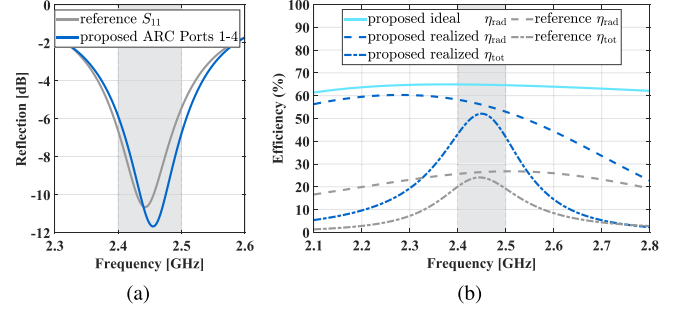 reference S11
proposed ARC Ports 1-4
0
-2
-4
-6
-8
-10
-12
Reflection [dB]
2.3 2.4 2.5 2.6
Frequency [GHz]
(a)
proposed ideal ηrad
proposed realized ηrad
proposed realized ηtot
reference ηrad
reference ηtot
100
90
80
70
60
50
40
30
20
10
0
Efficiency (%)
2.1 2.2 2.3 2.4 2.5 2.6 2.7 2.8
Frequency [GHz]
(b)